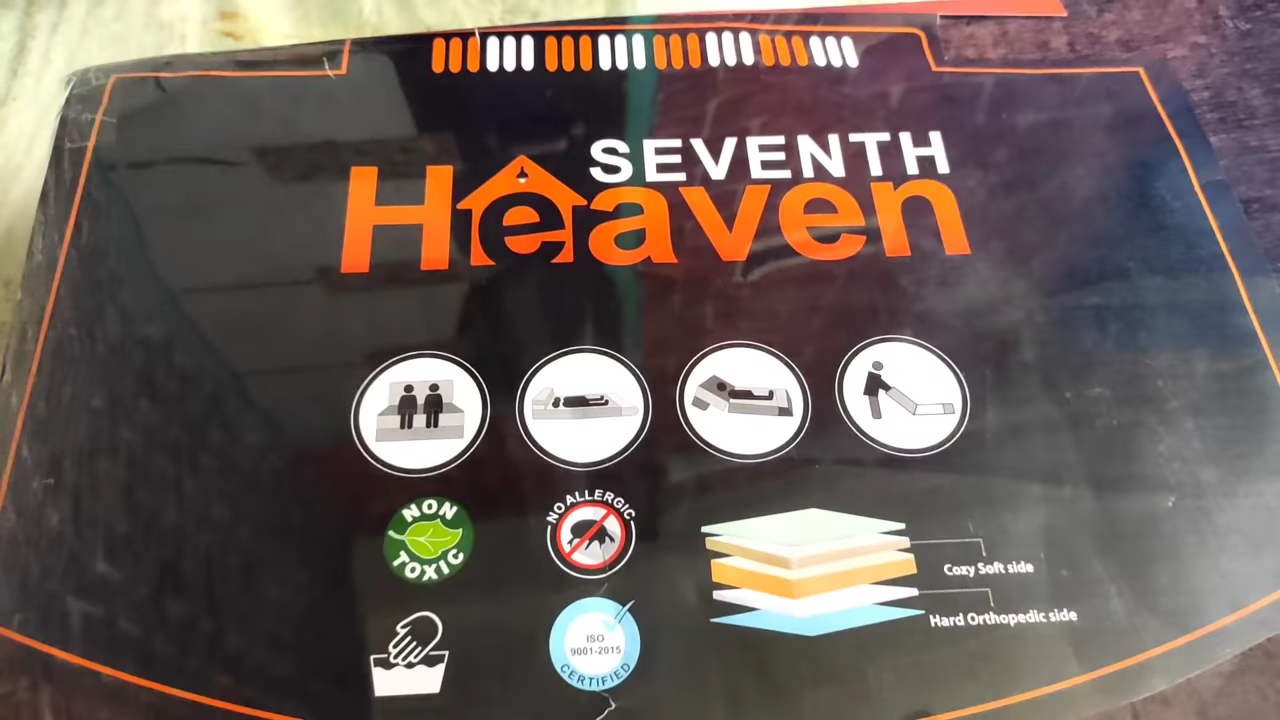 SEVENTH
Heaven
NON
TOXIC
NO ALLERGIC
Cozy Soft side
Hard Orthopedic side
ISO
9001-2015
CERTIFIED